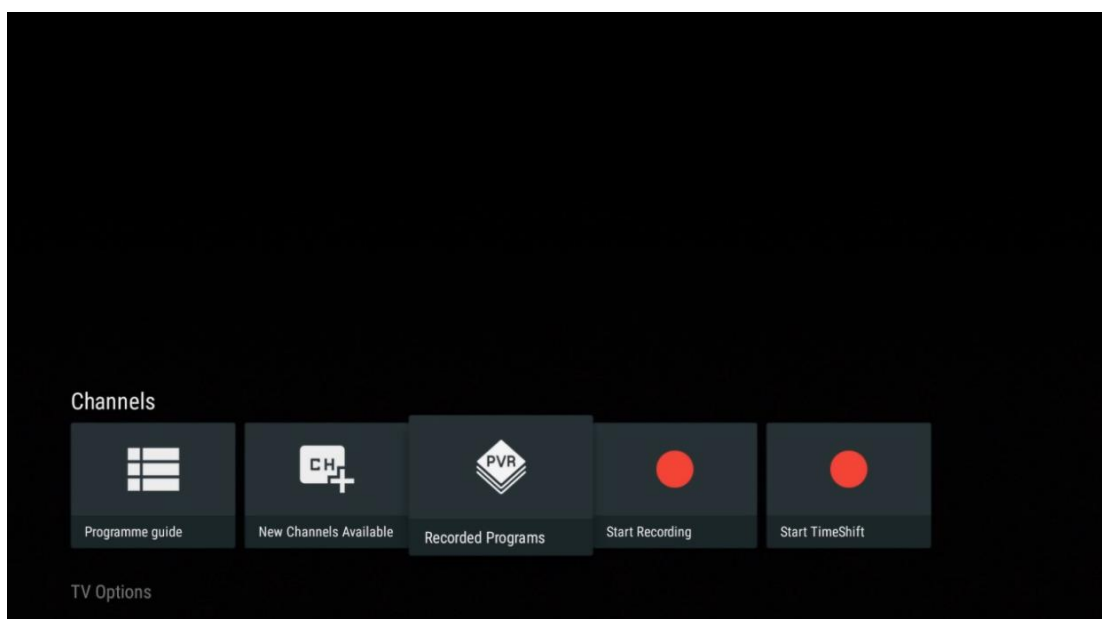 Channels
CH
PVR
Programme guide
New Channels Available
Recorded Programs
Start Recording
Start TimeShift
TV Options